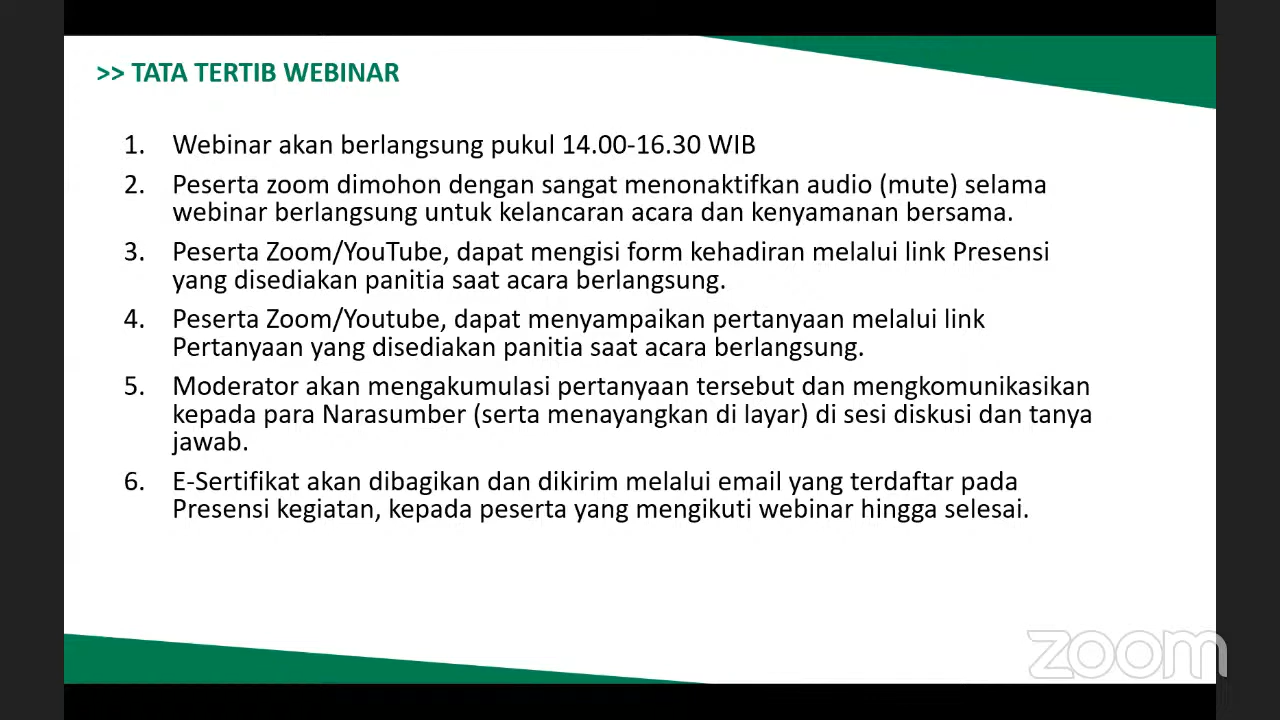 >> TATA TERTIB WEBINAR
1. Webinar akan berlangsung pukul 14.00-16.30 WIB
2. Peserta zoom dimohon dengan sangat menonaktifkan audio (mute) selama
webinar berlangsung untuk kelancaran acara dan kenyamanan bersama.
3. Peserta Zoom/YouTube, dapat mengisi form kehadiran melalui link Presensi
yang disediakan panitia saat acara berlangsung.
4. Peserta Zoom/Youtube, dapat menyampaikan pertanyaan melalui link
Pertanyaan yang disediakan panitia saat acara berlangsung.
5. Moderator akan mengakumulasi pertanyaan tersebut dan mengkomunikasikan
kepada para Narasumber (serta menayangkan di layar) di sesi diskusi dan tanya
jawab.
6. E-Sertifikat akan dibagikan dan dikirim melalui email yang terdaftar pada
Presensi kegiatan, kepada peserta yang mengikuti webinar hingga selesai.
zoom